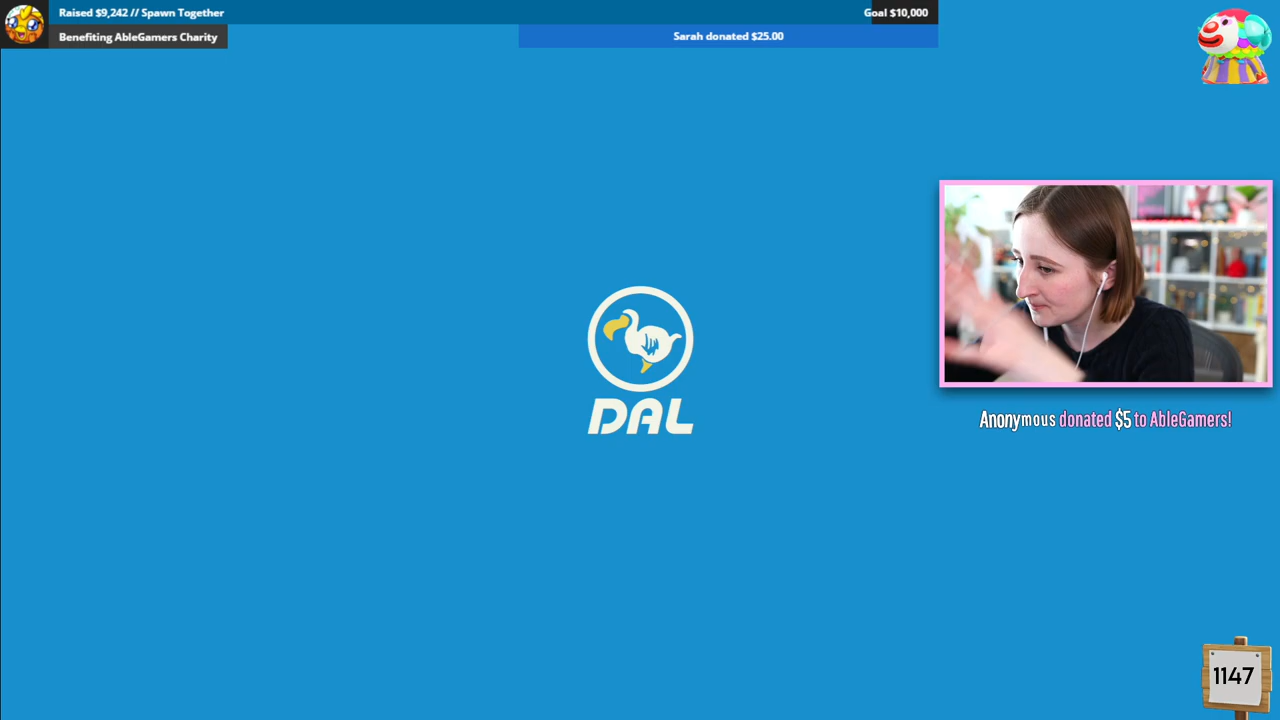 Raised $9,242 // Spawn Together
Goal $10,000
Benefiting AbleGamers Charity
Sarah donated $25.00
DAL
Anonymous donated $5 to AbleGamers!
1147